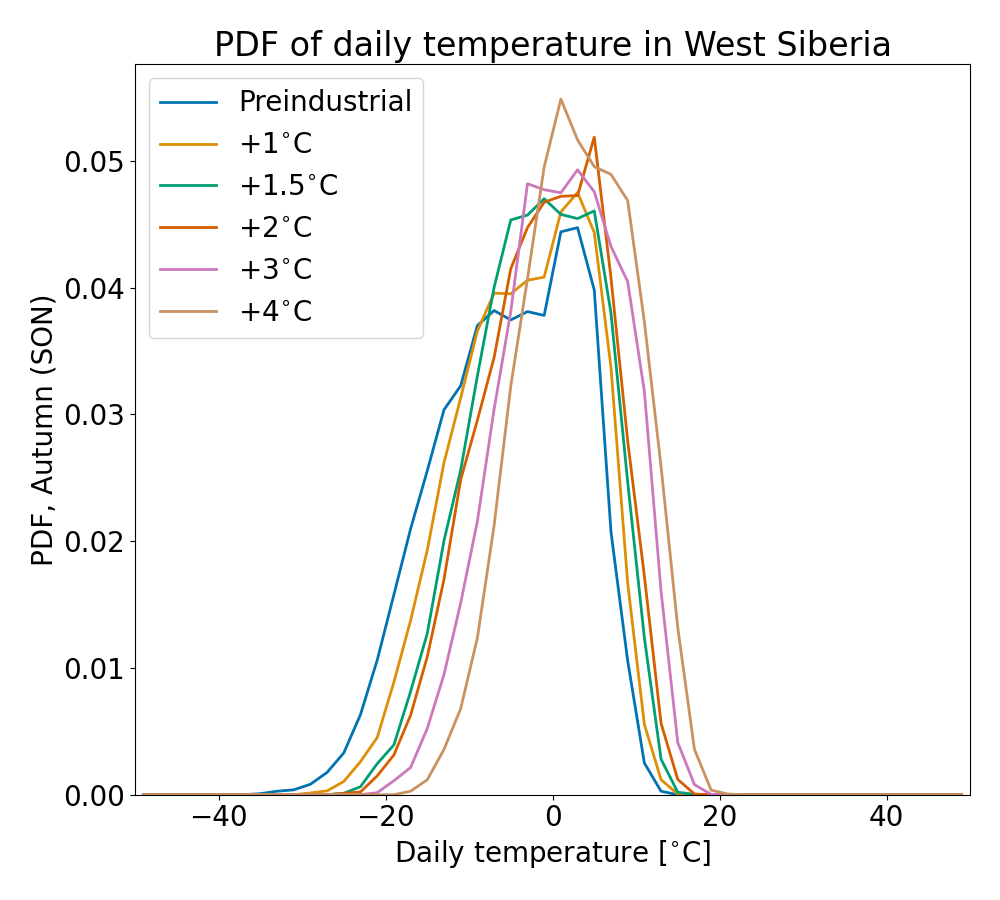 PDF of daily temperature in West Siberia
Preindustrial
+1°C
+1.5°C
+2°C
+3°C
+4°C
PDF, Autumn (SON)
0.05
0.04
0.03
0.02
0.01
0.00
−40
−20
0
20
40
Daily temperature [°C]